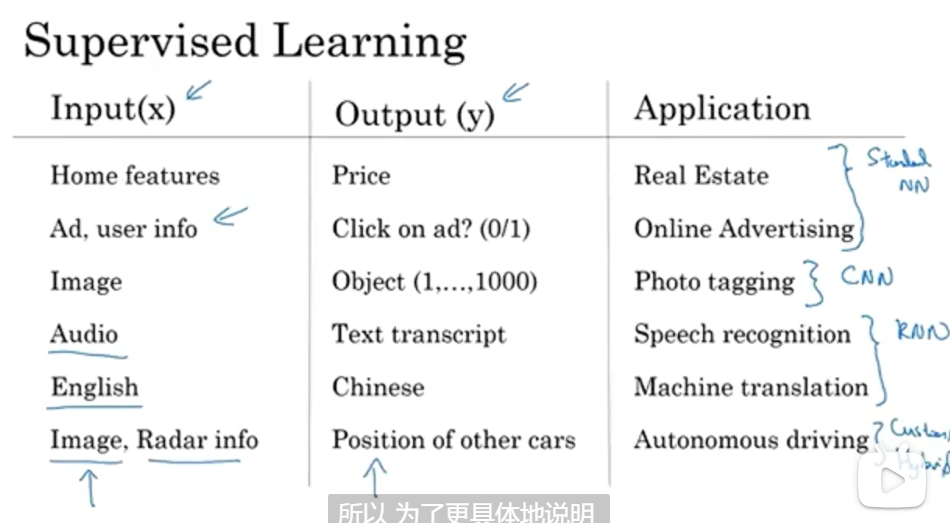 Supervised Learning
Input(x) Output (y) Application
Home features Price Real Estate
Standard NN
Ad, user info Click on ad? (0/1) Online Advertising
Image Object (1,...,1000) Photo tagging CNN
Audio Text transcript Speech recognition RNN
English Chinese Machine translation
Image, Radar info Position of other cars Autonomous driving
所以 为了更具体地说明